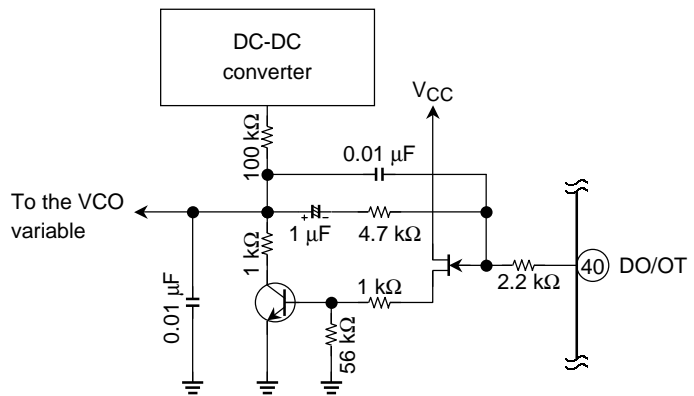 DC-DC
converter
VCC
100 kΩ
0.01 μF
To the VCO
variable
+ −
1 μF
4.7 kΩ
1 kΩ
40
DO/OT
2.2 kΩ
1 kΩ
0.01 μF
56 kΩ